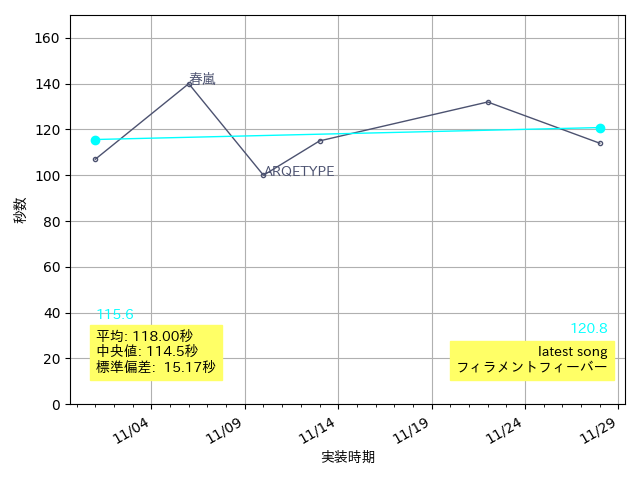 160
140
120
100
80
60
40
20
0
秒数
春嵐
ARQETYPE
115.6
平均: 118.00秒
中央値: 114.5秒
標準偏差: 15.17秒
120.8
latest song
フィラメントフィーバー
11/04
11/09
11/14
11/19
11/24
11/29
実装時期